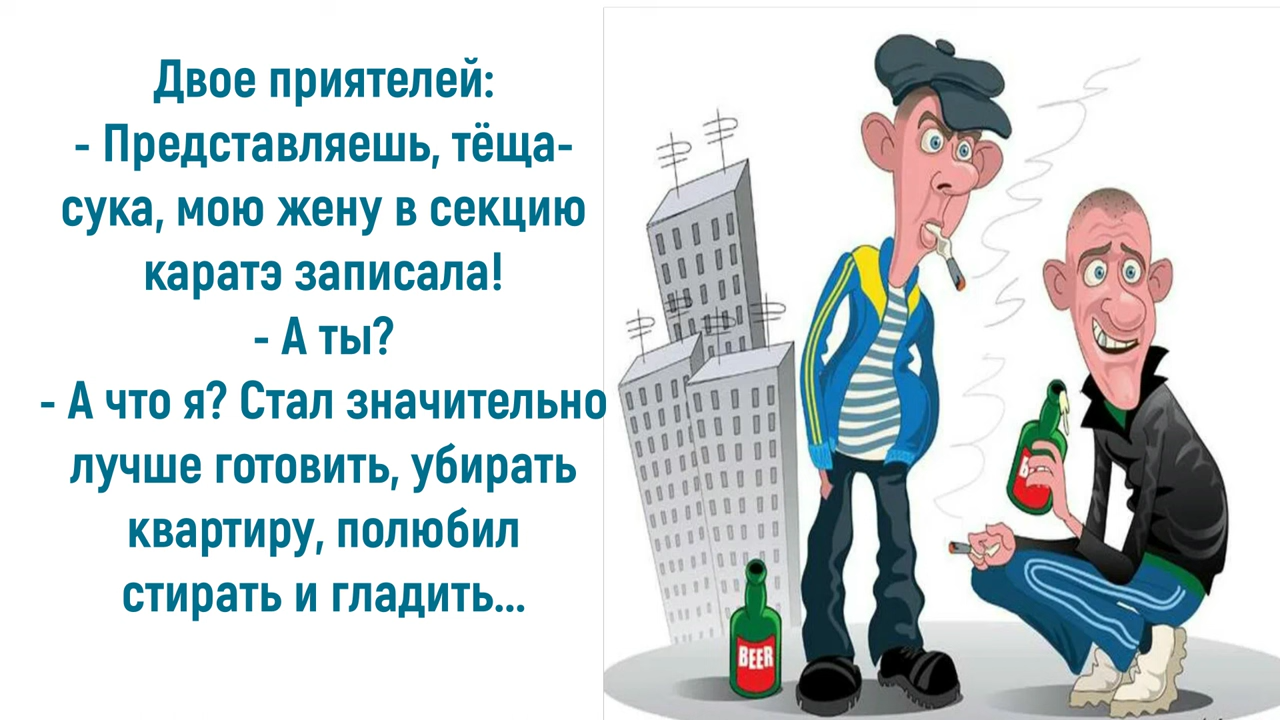 Двое приятелей:
- Представляешь, тёща-
сука, мою жену в секцию
каратэ записала!
- А ты?
- А что я? Стал значительно
лучше готовить, убирать
квартиру, полюбил
стирать и гладить...
BEER